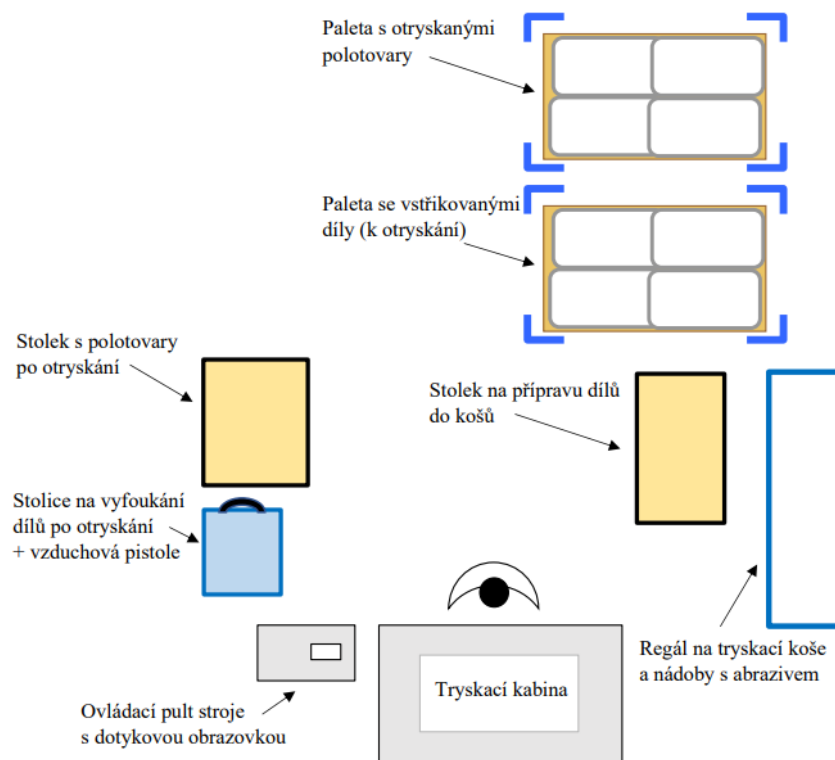 Paleta s otryskanými
polotovary
Paleta se vstřikovanými
díly (k otryskání)
Stolek s polotovary
po otryskání
Stolek na přípravu dílů
do košů
Stolice na vyfoukání
dílů po otryskání
+ vzduchová pistole
Regál na tryskací koše
a nádoby s abrazivem
Tryskací kabina
Ovládací pult stroje
s dotykovou obrazovkou